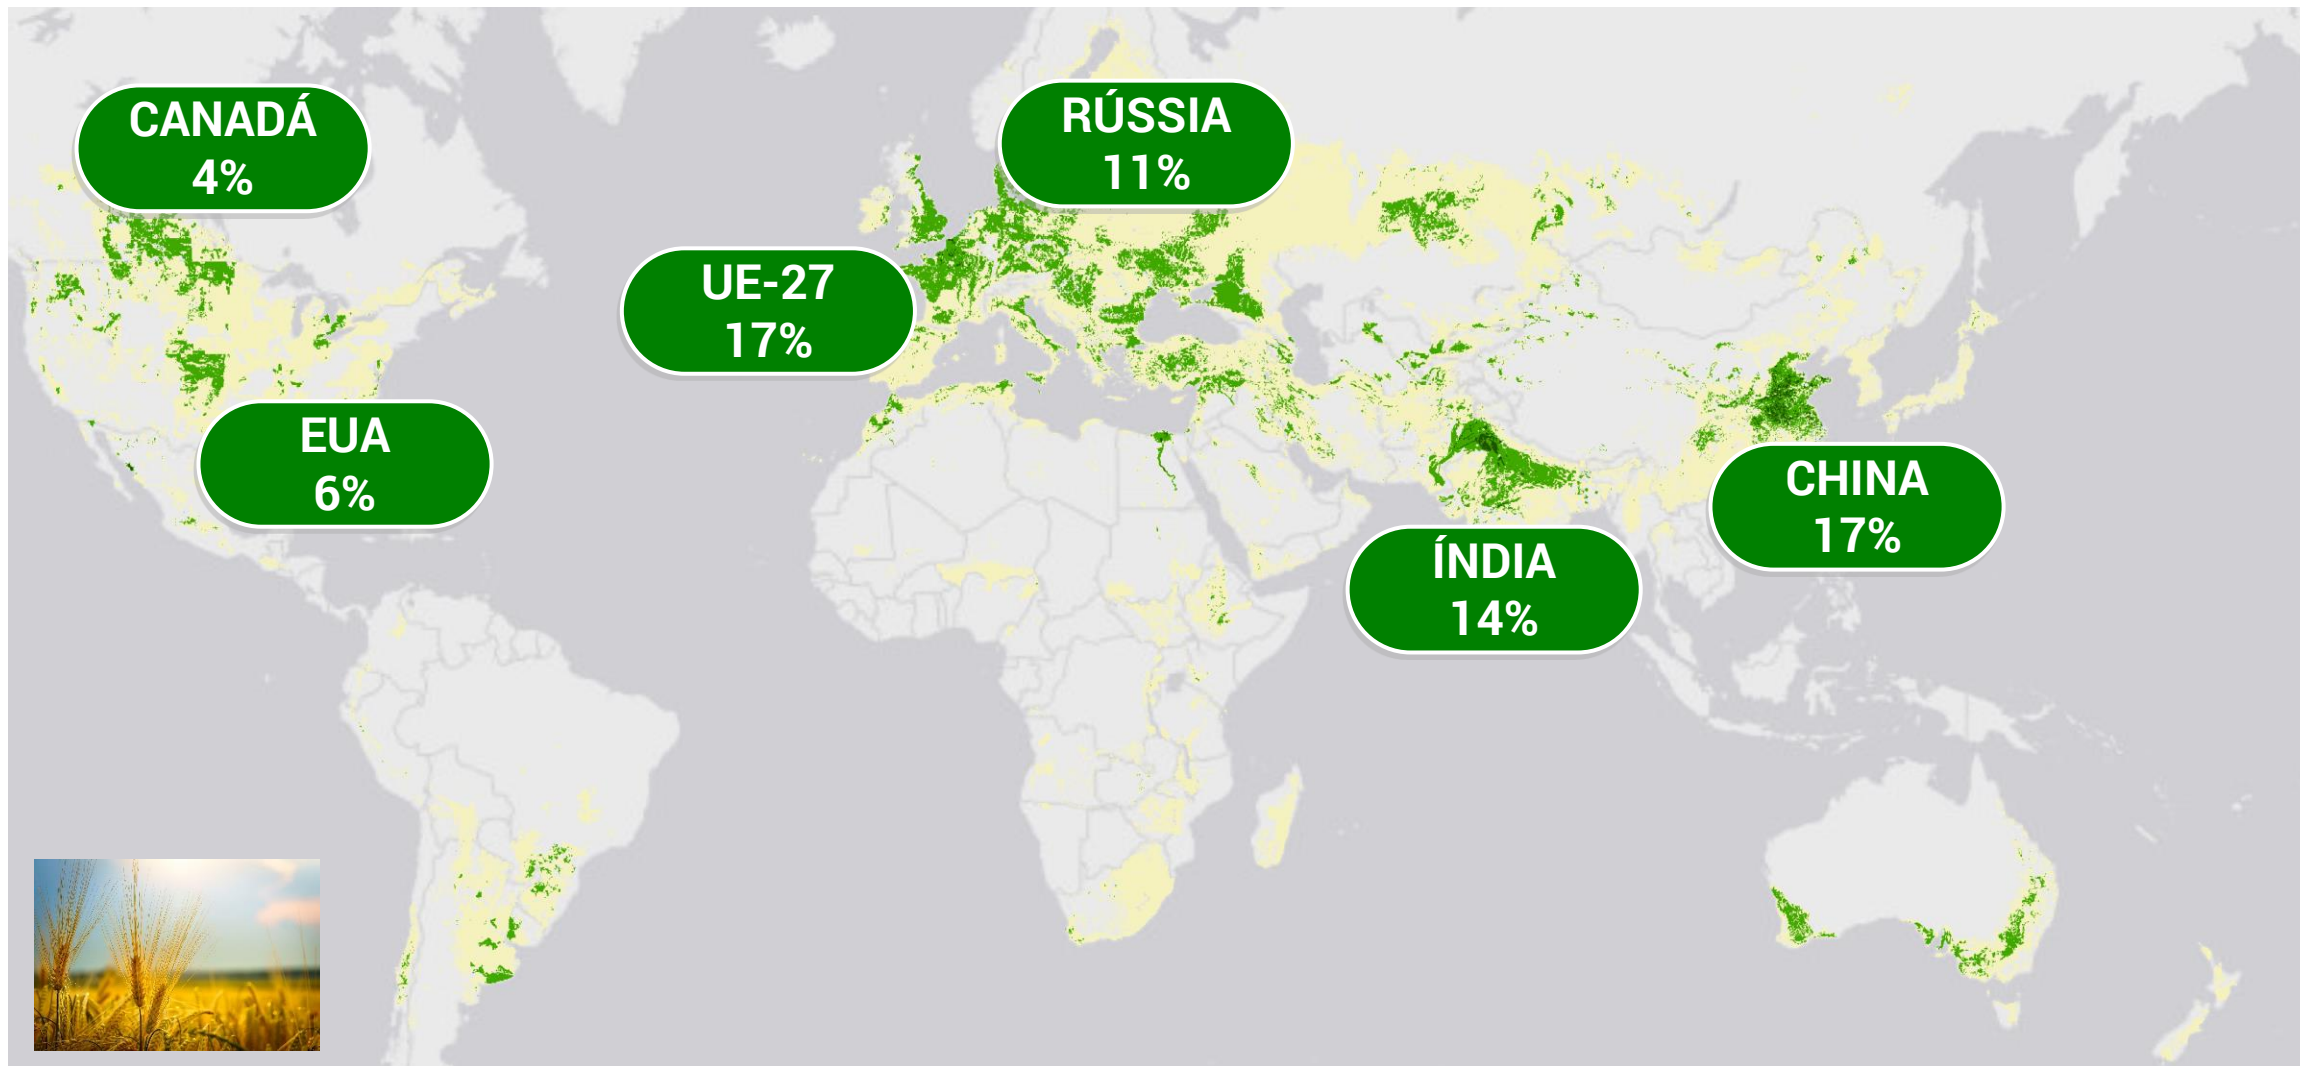 CANADÁ
4%
RÚSSIA
11%
UE-27
17%
EUA
6%
CHINA
17%
ÍNDIA
14%